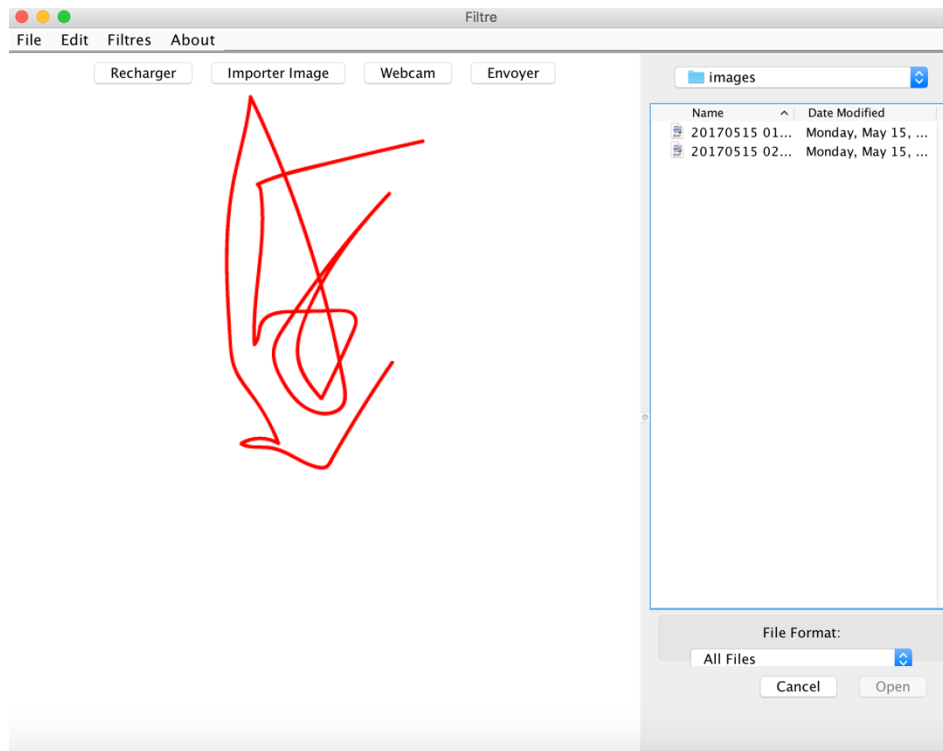 Filtre
File Edit Filtres About
Recharger Importer Image Webcam Envoyer
images
Name Date Modified
20170515 01... Monday, May 15, ...
20170515 02... Monday, May 15, ...
File Format:
All Files
Cancel Open